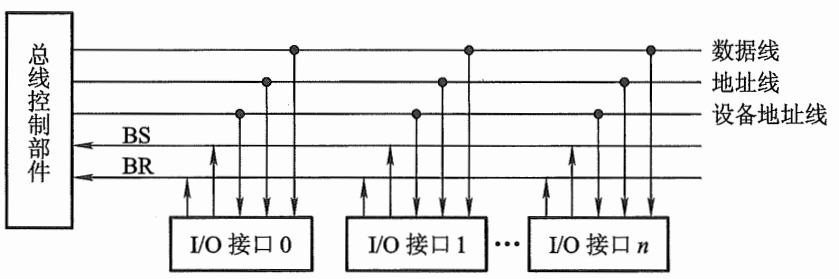 总线控制部件
数据线
地址线
设备地址线
BS
BR
I/O 接口 0
I/O 接口 1
…
I/O 接口 n